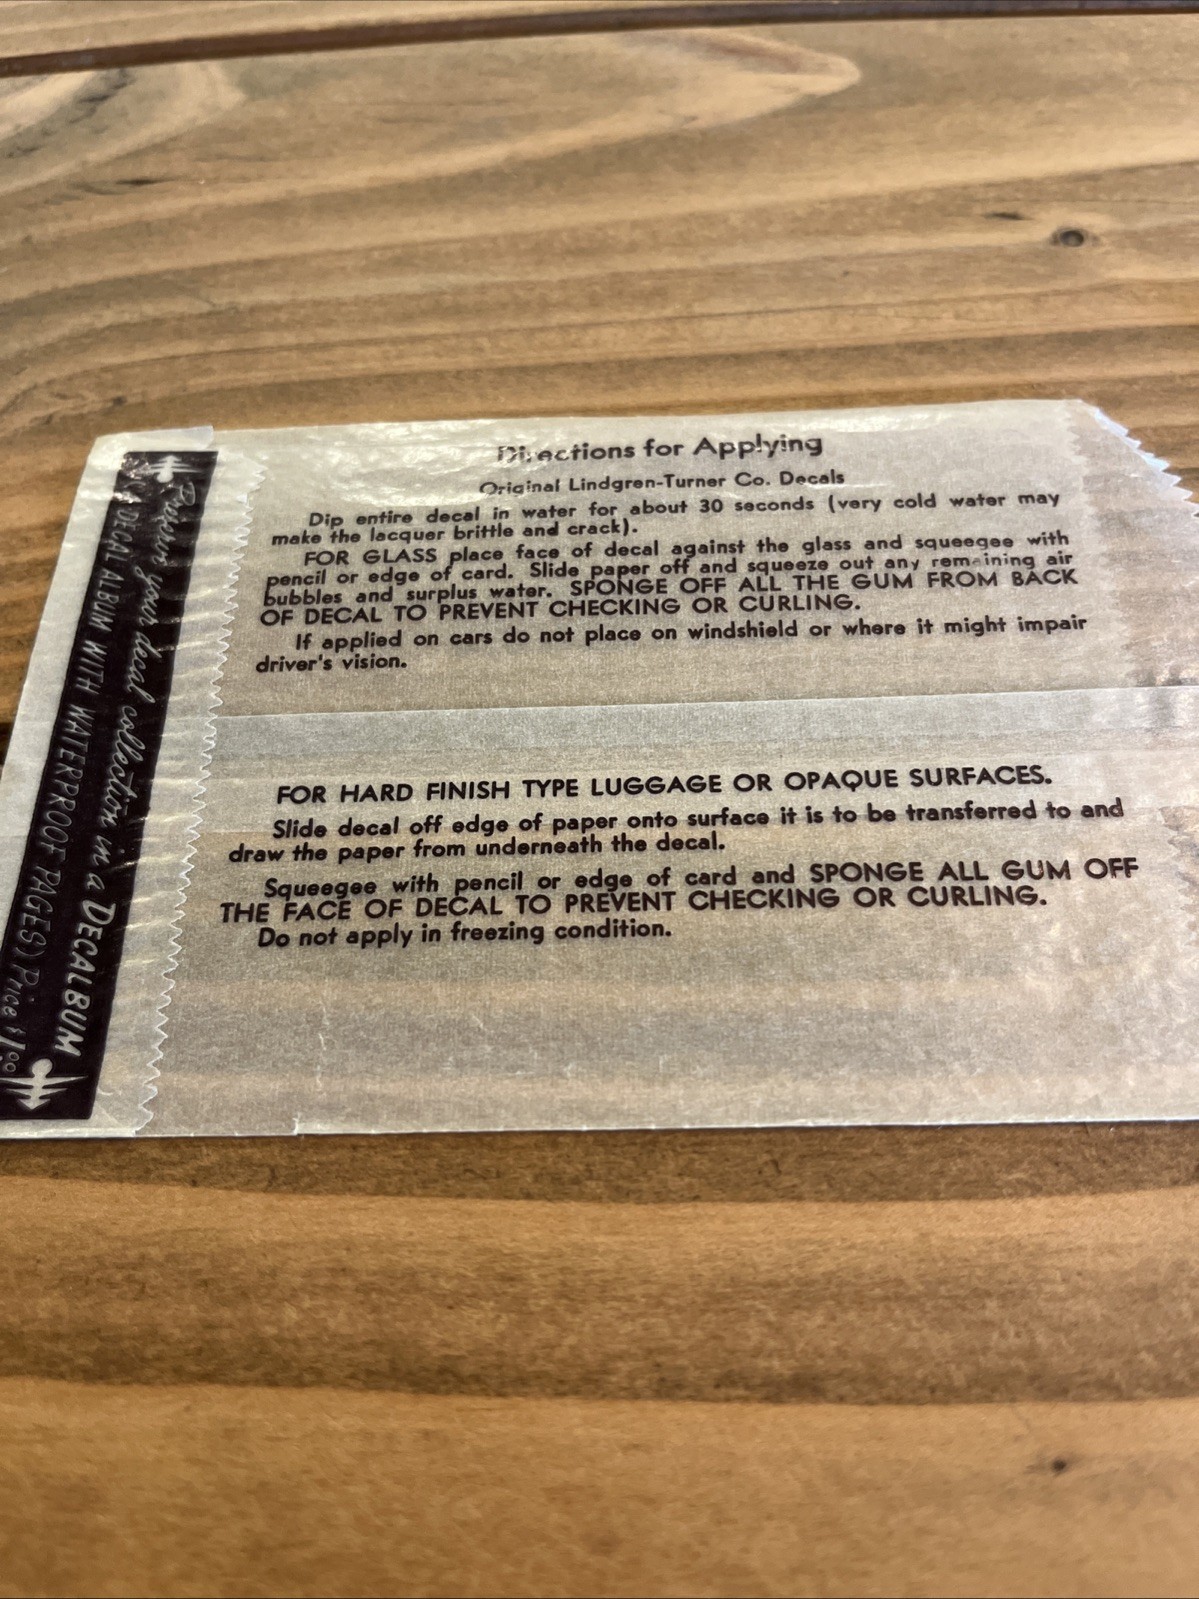 Directions for Applying
Original Lindgren-Turner Co. Decals
Dip entire decal in water for about 30 seconds (very cold water may
make the lacquer brittle and crack).
FOR GLASS place face of decal against the glass and squeegee with
pencil or edge of card. Slide paper off and squeeze out any remaining air
bubbles and surplus water. SPONGE OFF ALL THE GUM FROM BACK
OF DECAL TO PREVENT CHECKING OR CURLING.
If applied on cars do not place on windshield or where it might impair
driver's vision.
FOR HARD FINISH TYPE LUGGAGE OR OPAQUE SURFACES.
Slide decal off edge of paper onto surface it is to be transferred to and
draw the paper from underneath the decal.
Squeegee with pencil or edge of card and SPONGE ALL GUM OFF
THE FACE OF DECAL TO PREVENT CHECKING OR CURLING.
Do not apply in freezing condition.
your decal collection in a DECALBUM
DECAL ALBUM WITH WATERPROOF PAGES) Price $1.00